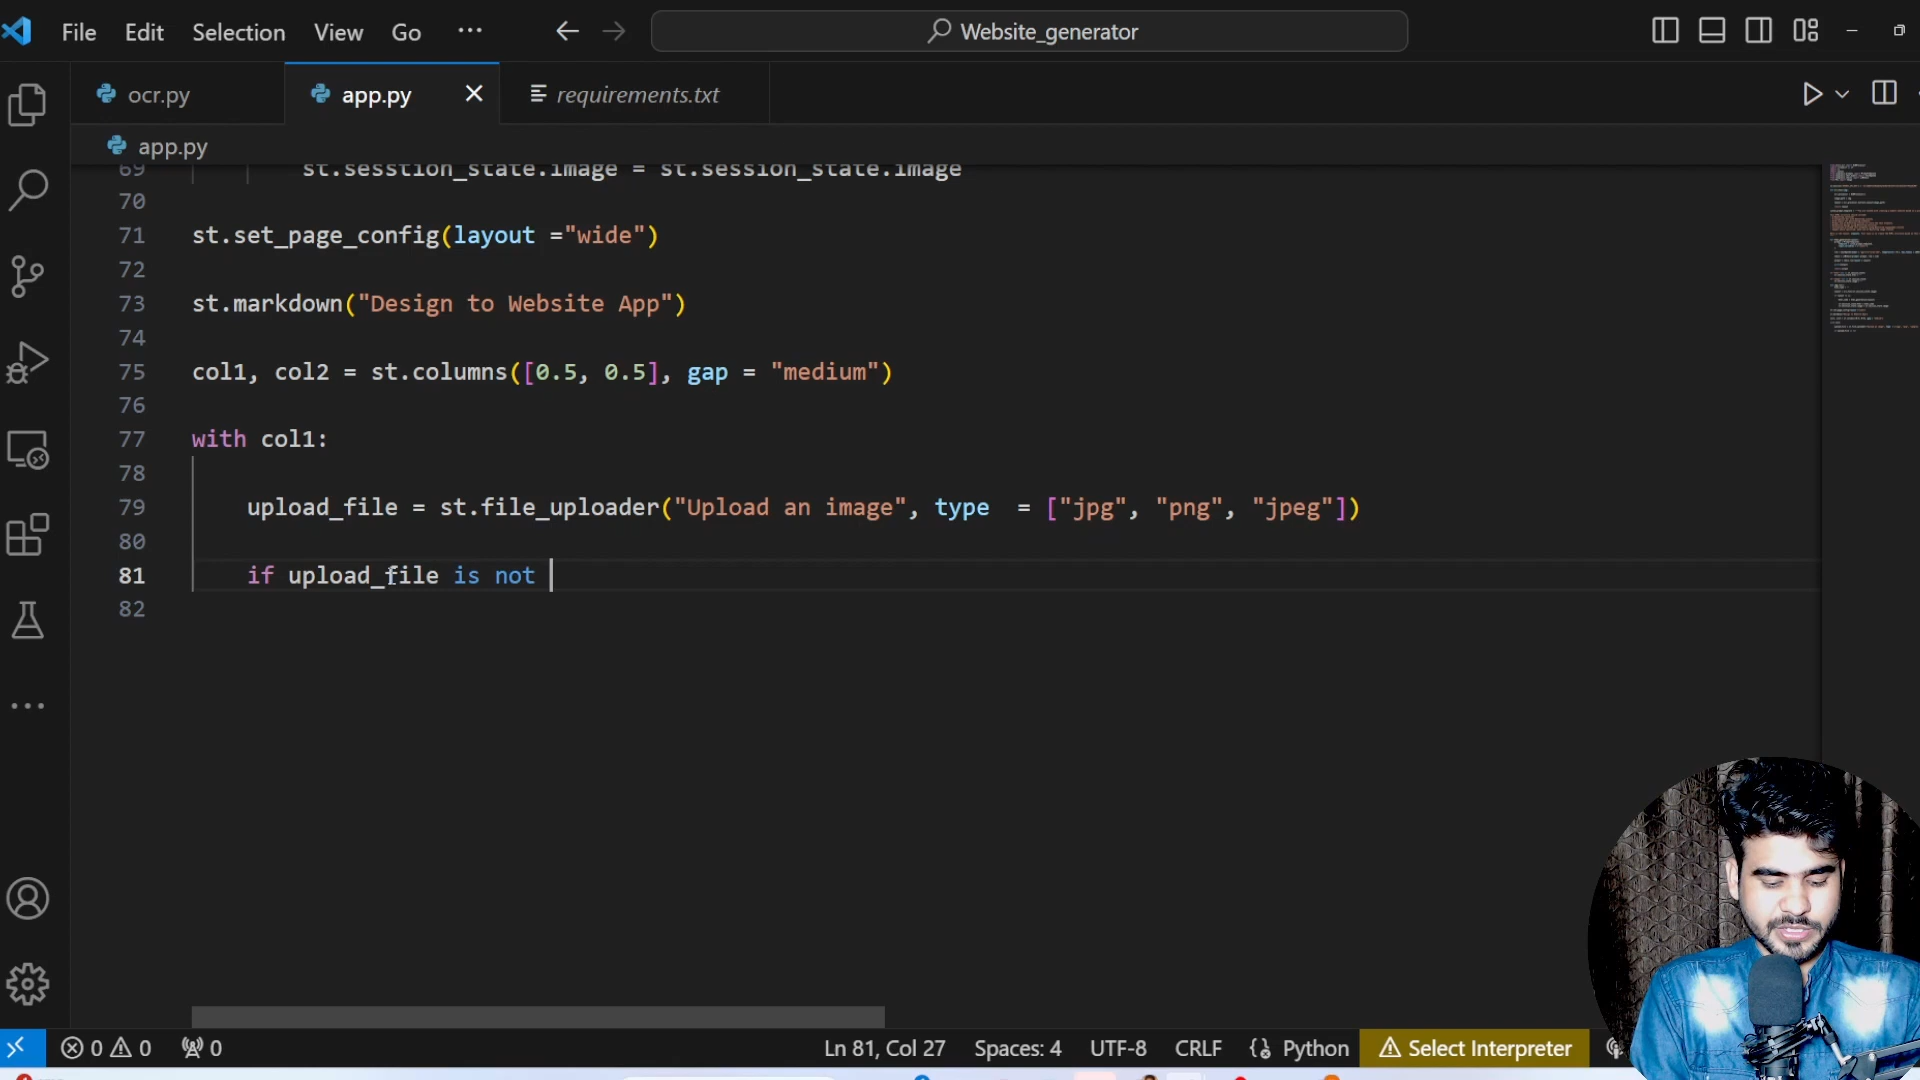 File Edit Selection View Go ... Website_generator
ocr.py app.py requirements.txt
app.py
69 st.sesstion_state.image = st.session_state.image
70
71 st.set_page_config(layout ="wide")
72
73 st.markdown("Design to Website App")
74
75 col1, col2 = st.columns([0.5, 0.5], gap = "medium")
76
77 with col1:
78
79 upload_file = st.file_uploader("Upload an image", type  = ["jpg", "png", "jpeg"])
80
81 if upload_file is not
82
0 0 0 Ln 81, Col 27 Spaces: 4 UTF-8 CRLF Python Select Interpreter